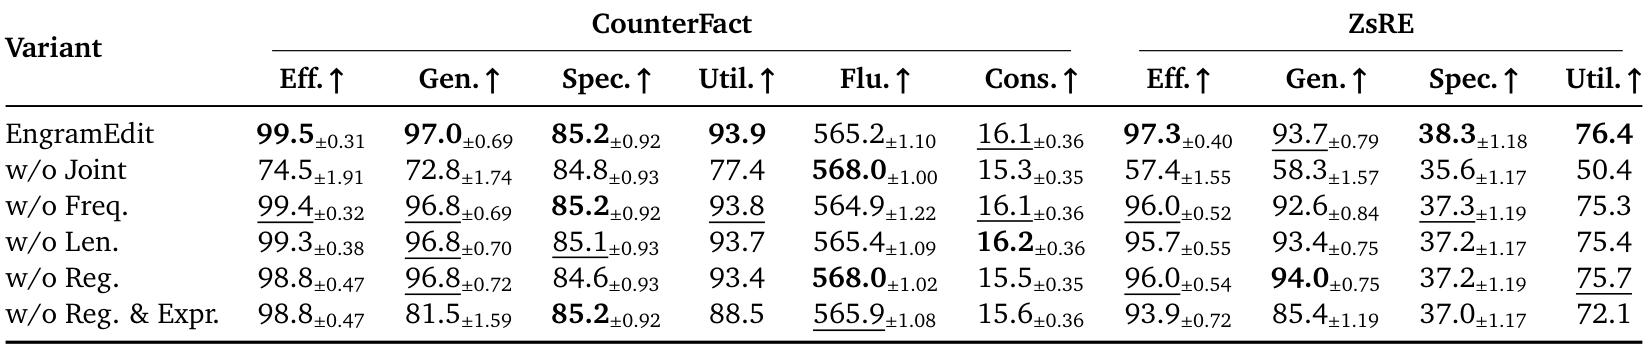 CounterFact ZsRE
Variant
Eff. ↑ Gen. ↑ Spec. ↑ Util. ↑ Flu. ↑ Cons. ↑ Eff. ↑ Gen. ↑ Spec. ↑ Util. ↑
EngramEdit 99.5±0.31 97.0±0.69 85.2±0.92 93.9 565.2±1.10 16.1±0.36 97.3±0.40 93.7±0.79 38.3±1.18 76.4
w/o Joint 74.5±1.91 72.8±1.74 84.8±0.93 77.4 568.0±1.00 15.3±0.35 57.4±1.55 58.3±1.57 35.6±1.17 50.4
w/o Freq. 99.4±0.32 96.8±0.69 85.2±0.92 93.8 564.9±1.22 16.1±0.36 96.0±0.52 92.6±0.84 37.3±1.19 75.3
w/o Len. 99.3±0.38 96.8±0.70 85.1±0.93 93.7 565.4±1.09 16.2±0.36 95.7±0.55 93.4±0.75 37.2±1.17 75.4
w/o Reg. 98.8±0.47 96.8±0.72 84.6±0.93 93.4 568.0±1.02 15.5±0.35 96.0±0.54 94.0±0.75 37.2±1.19 75.7
w/o Reg. & Expr. 98.8±0.47 81.5±1.59 85.2±0.92 88.5 565.9±1.08 15.6±0.36 93.9±0.72 85.4±1.19 37.0±1.17 72.1